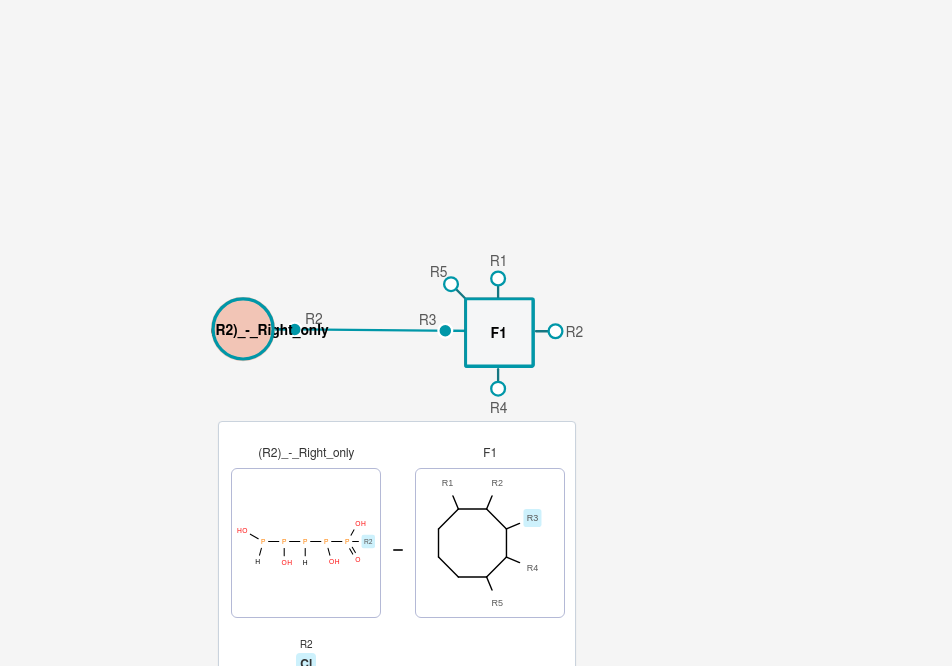 R1
R5
R2
R3
R2)_-_Right_only
F1
R2
R4
(R2)_-_Right_only
F1
R1
R2
R3
R4
R5
HO
P
P
P
P
P
OH
R2
H
OH
H
OH
O
R2
Cl